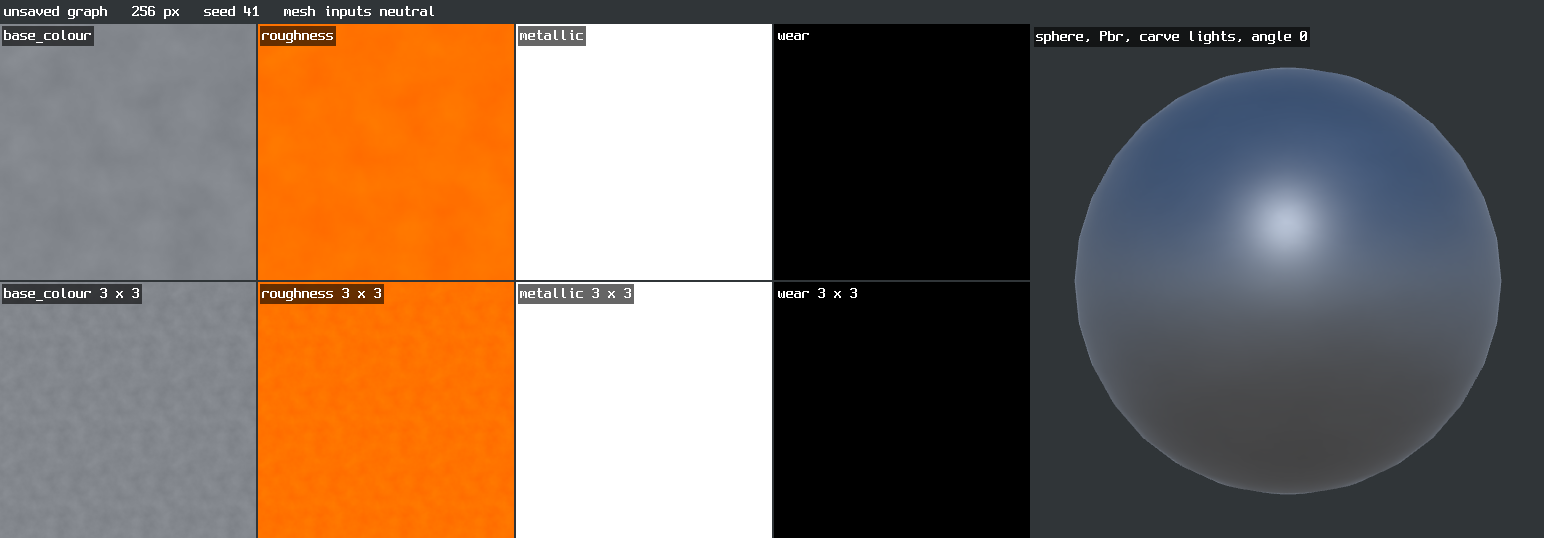 unsaved graph   256 px   seed 41   mesh inputs neutral
base_colour
roughness
metallic
wear
sphere, Pbr, carve lights, angle 0
base_colour 3 x 3
roughness 3 x 3
metallic 3 x 3
wear 3 x 3